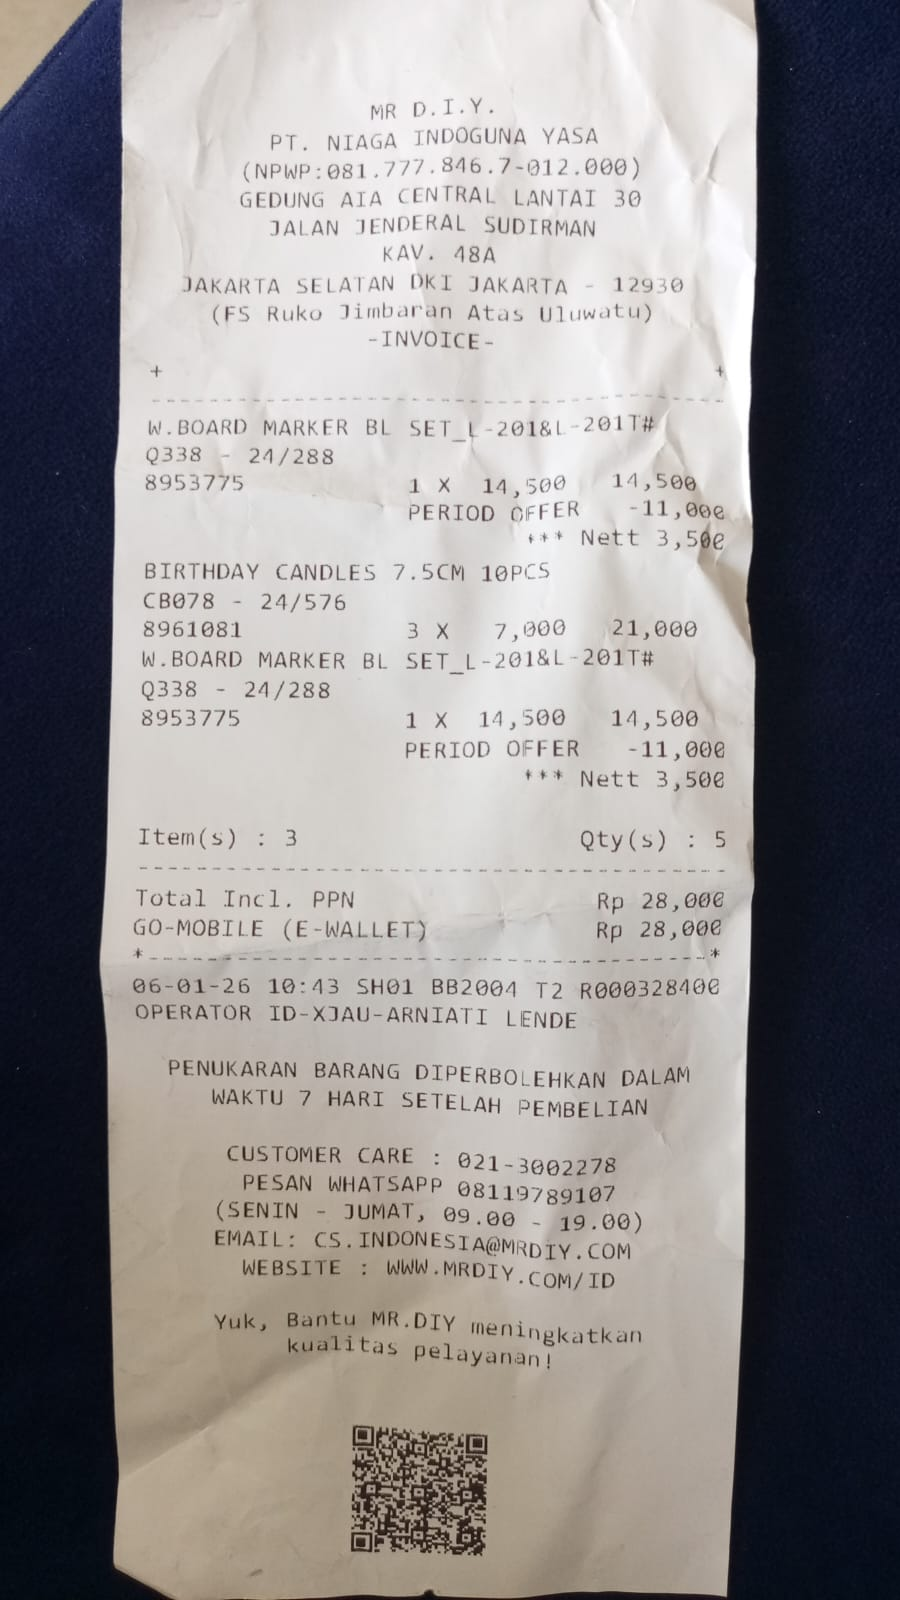 MR D.I.Y.
PT. NIAGA INDOGUNA YASA
(NPWP:081.777.846.7-012.000)
GEDUNG AIA CENTRAL LANTAI 30
JALAN JENDERAL SUDIRMAN
KAV. 48A
JAKARTA SELATAN DKI JAKARTA - 12930
(FS Ruko Jimbaran Atas Uluwatu)
-INVOICE-
+ +
W.BOARD MARKER BL SET_L-201&L-201T#
Q338 - 24/288
8953775 1 X 14,500 14,500
PERIOD OFFER -11,000
*** Nett 3,500
BIRTHDAY CANDLES 7.5CM 10PCS
CB078 - 24/576
8961081 3 X 7,000 21,000
W.BOARD MARKER BL SET_L-201&L-201T#
Q338 - 24/288
8953775 1 X 14,500 14,500
PERIOD OFFER -11,000
*** Nett 3,500
Item(s) : 3 Qty(s) : 5
Total Incl. PPN Rp 28,000
GO-MOBILE (E-WALLET) Rp 28,000
*----------------------------------------*
06-01-26 10:43 SH01 BB2004 T2 R000328400
OPERATOR ID-XJAU-ARNIATI LENDE
PENUKARAN BARANG DIPERBOLEHKAN DALAM
WAKTU 7 HARI SETELAH PEMBELIAN
CUSTOMER CARE : 021-3002278
PESAN WHATSAPP 08119789107
(SENIN - JUMAT, 09.00 - 19.00)
EMAIL: CS.INDONESIA@MRDIY.COM
WEBSITE : WWW.MRDIY.COM/ID
Yuk, Bantu MR.DIY meningkatkan
kualitas pelayanan!